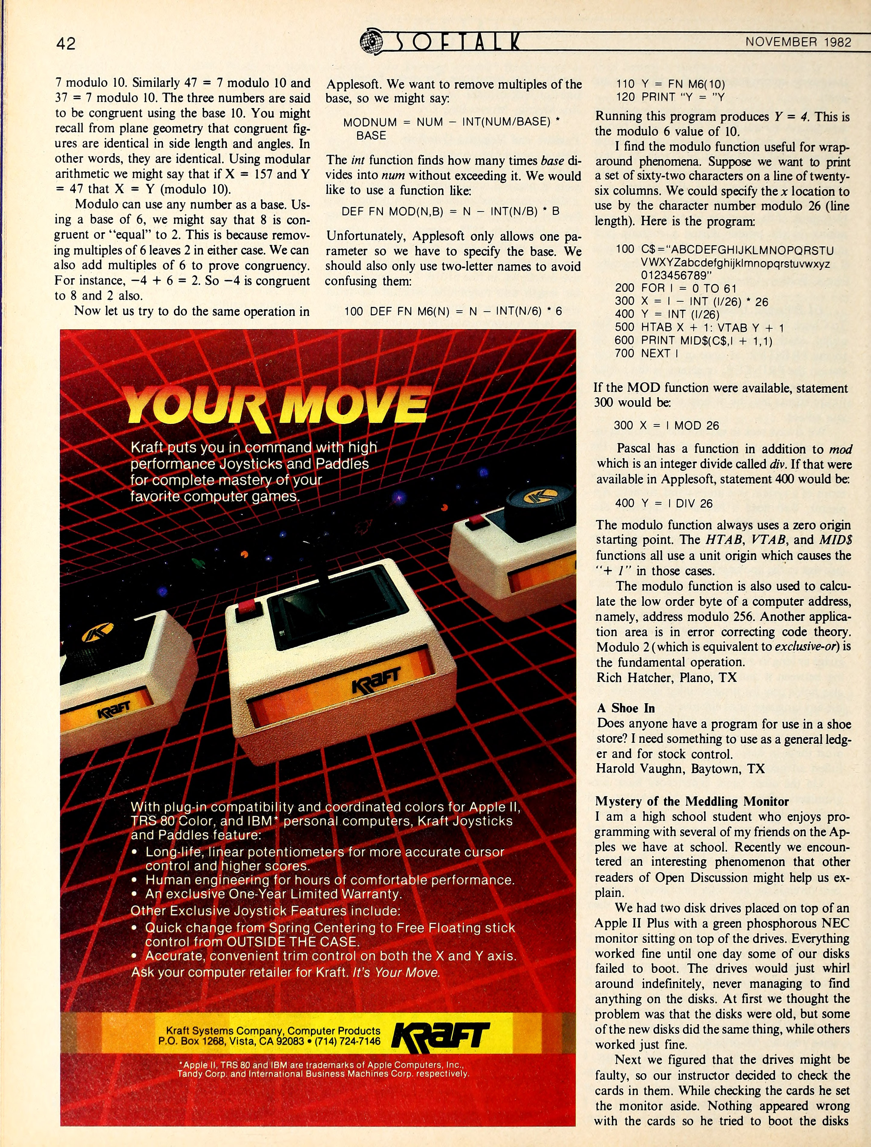 42
SOFTALK
NOVEMBER 1982
7 modulo 10. Similarly 47 = 7 modulo 10 and
37 = 7 modulo 10. The three numbers are said
to be congruent using the base 10. You might
recall from plane geometry that congruent fig-
ures are identical in side length and angles. In
other words, they are identical. Using modular
arithmetic we might say that if X = 157 and Y
= 47 that X = Y (modulo 10).
Modulo can use any number as a base. Us-
ing a base of 6, we might say that 8 is con-
gruent or "equal" to 2. This is because remov-
ing multiples of 6 leaves 2 in either case. We can
also add multiples of 6 to prove congruency.
For instance, −4 + 6 = 2. So −4 is congruent
to 8 and 2 also.
Now let us try to do the same operation in
Applesoft. We want to remove multiples of the
base, so we might say:
MODNUM = NUM − INT(NUM/BASE) *
BASE
The int function finds how many times base di-
vides into num without exceeding it. We would
like to use a function like:
DEF FN MOD(N,B) = N − INT(N/B) * B
Unfortunately, Applesoft only allows one pa-
rameter so we have to specify the base. We
should also only use two-letter names to avoid
confusing them:
100 DEF FN M6(N) = N − INT(N/6) * 6
110 Y = FN M6(10)
120 PRINT "Y = "Y
Running this program produces Y = 4. This is
the modulo 6 value of 10.
I find the modulo function useful for wrap-
around phenomena. Suppose we want to print
a set of sixty-two characters on a line of twenty-
six columns. We could specify the x location to
use by the character number modulo 26 (line
length). Here is the program:
100 C$="ABCDEFGHIJKLMNOPQRSTU
VWXYZabcdefghijklmnopqrstuvwxyz
0123456789"
200 FOR I = 0 TO 61
300 X = I − INT (I/26) * 26
400 Y = INT (I/26)
500 HTAB X + 1: VTAB Y + 1
600 PRINT MID$(C$,I + 1,1)
700 NEXT I
If the MOD function were available, statement
300 would be:
300 X = I MOD 26
Pascal has a function in addition to mod
which is an integer divide called div. If that were
available in Applesoft, statement 400 would be:
400 Y = I DIV 26
The modulo function always uses a zero origin
starting point. The HTAB, VTAB, and MID$
functions all use a unit origin which causes the
"+ 1" in those cases.
The modulo function is also used to calcu-
late the low order byte of a computer address,
namely, address modulo 256. Another applica-
tion area is in error correcting code theory.
Modulo 2 (which is equivalent to exclusive-or) is
the fundamental operation.
Rich Hatcher, Plano, TX
A Shoe In
Does anyone have a program for use in a shoe
store? I need something to use as a general ledg-
er and for stock control.
Harold Vaughn, Baytown, TX
Mystery of the Meddling Monitor
I am a high school student who enjoys pro-
gramming with several of my friends on the Ap-
ples we have at school. Recently we encoun-
tered an interesting phenomenon that other
readers of Open Discussion might help us ex-
plain.
We had two disk drives placed on top of an
Apple II Plus with a green phosphorous NEC
monitor sitting on top of the drives. Everything
worked fine until one day some of our disks
failed to boot. The drives would just whirl
around indefinitely, never managing to find
anything on the disks. At first we thought the
problem was that the disks were old, but some
of the new disks did the same thing, while others
worked just fine.
Next we figured that the drives might be
faulty, so our instructor decided to check the
cards in them. While checking the cards he set
the monitor aside. Nothing appeared wrong
with the cards so he tried to boot the disks
YOUR MOVE
Kraft puts you in command with high
performance Joysticks and Paddles
for complete mastery of your
favorite computer games.
K
K
KRAFT
KRAFT
With plug-in compatibility and coordinated colors for Apple II,
TRS 80 Color, and IBM* personal computers, Kraft Joysticks
and Paddles feature:
• Long-life, linear potentiometers for more accurate cursor
control and higher scores.
• Human engineering for hours of comfortable performance.
• An exclusive One-Year Limited Warranty.
Other Exclusive Joystick Features include:
• Quick change from Spring Centering to Free Floating stick
control from OUTSIDE THE CASE.
• Accurate, convenient trim control on both the X and Y axis.
Ask your computer retailer for Kraft. It's Your Move.
Kraft Systems Company, Computer Products
P.O. Box 1268, Vista, CA 92083 • (714) 724-7146
KRAFT
*Apple II, TRS 80 and IBM are trademarks of Apple Computers, Inc.,
Tandy Corp. and International Business Machines Corp. respectively.